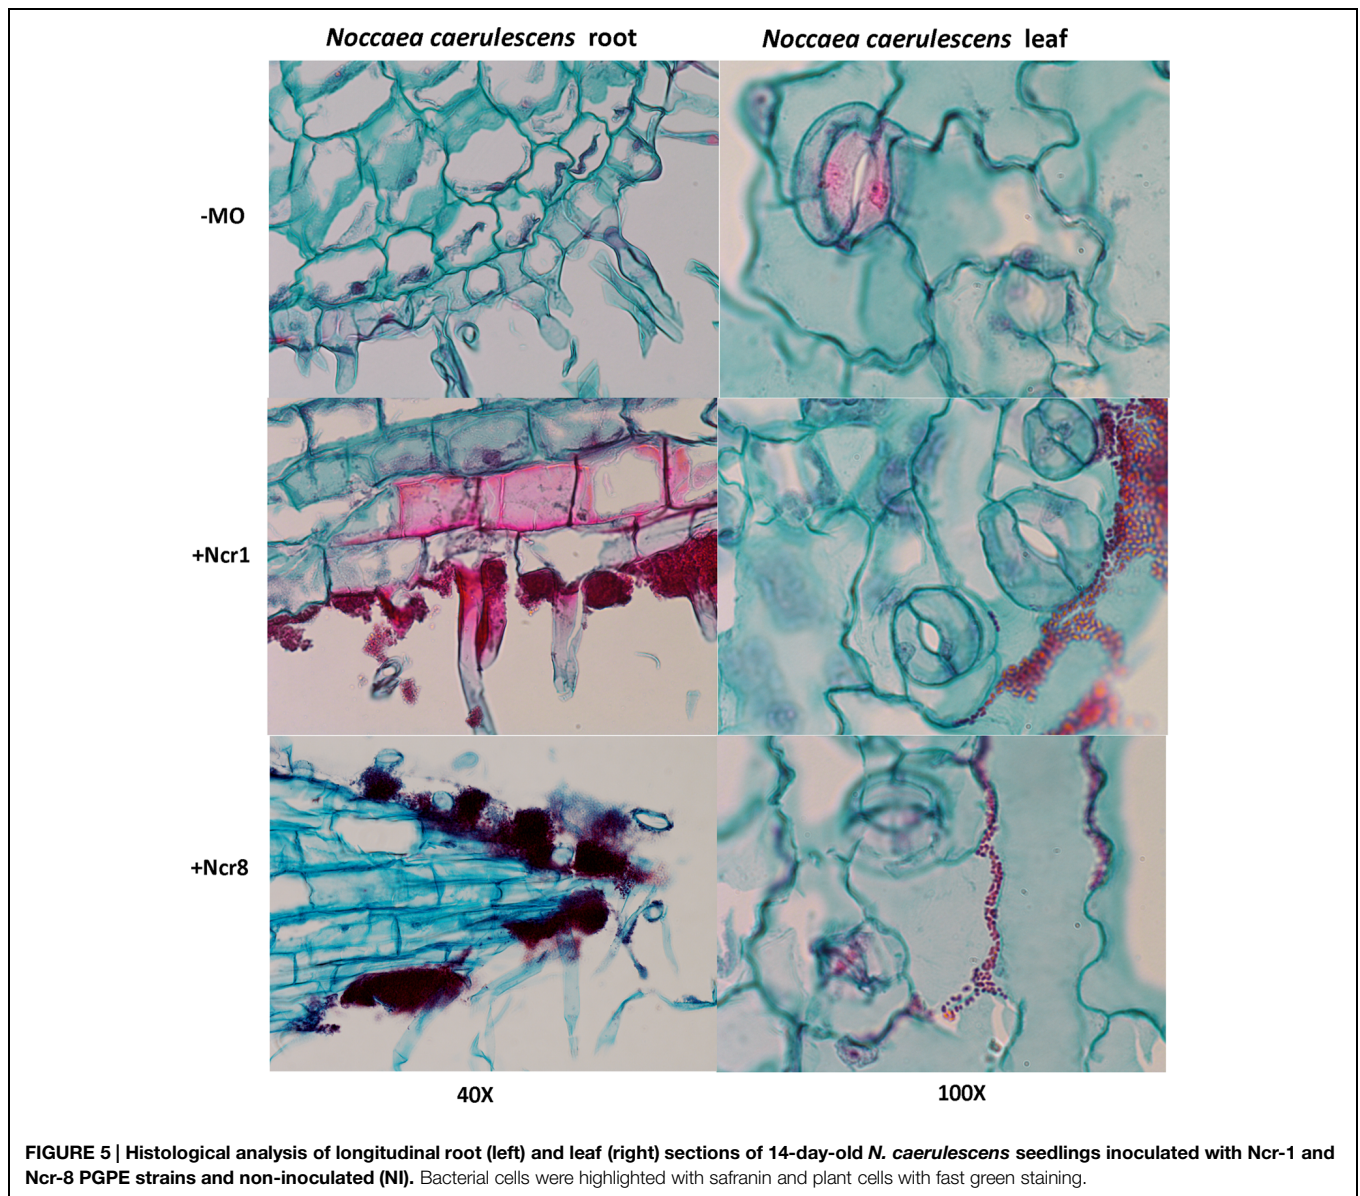 Noccaea caerulescens root
Noccaea caerulescens leaf
-MO
+Ncr1
+Ncr8
40X
100X
FIGURE 5 | Histological analysis of longitudinal root (left) and leaf (right) sections of 14-day-old N. caerulescens seedlings inoculated with Ncr-1 and
Ncr-8 PGPE strains and non-inoculated (NI). Bacterial cells were highlighted with safranin and plant cells with fast green staining.